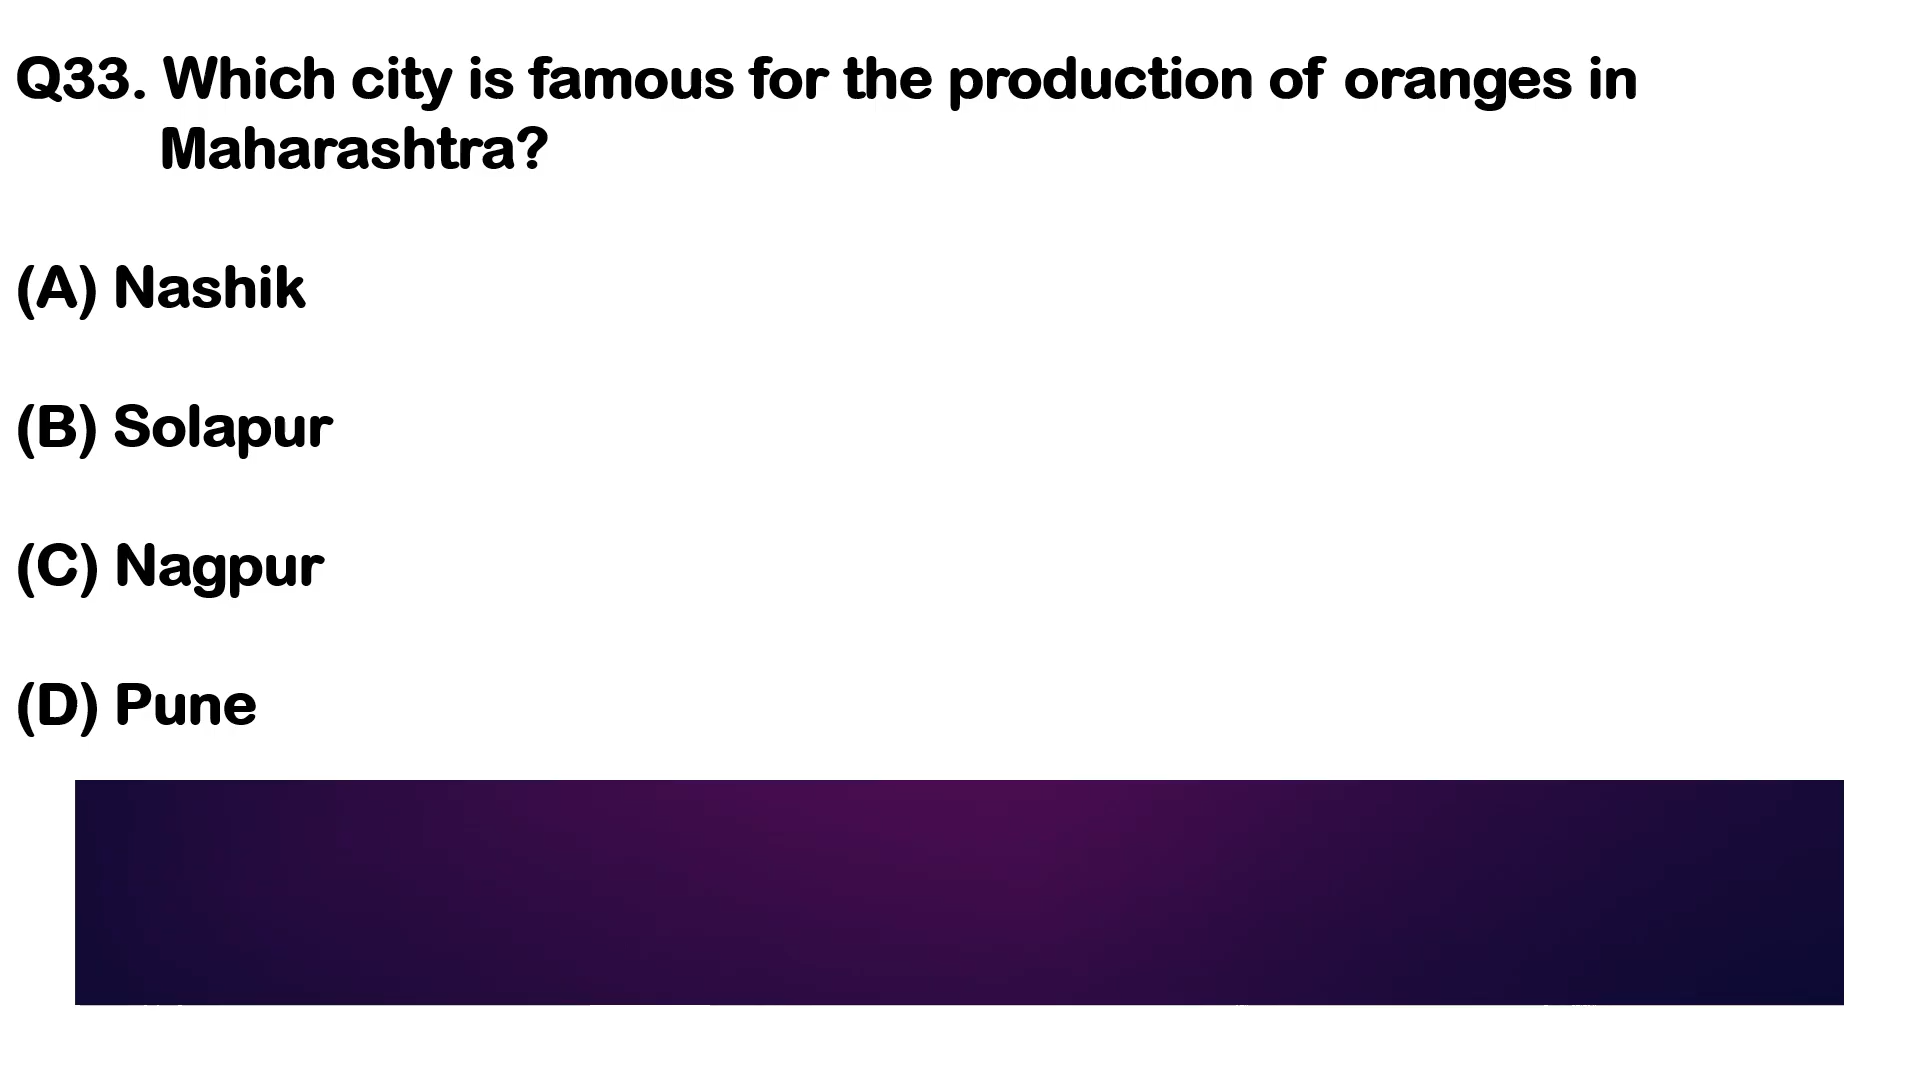 Q33. Which city is famous for the production of oranges in
Maharashtra?
(A) Nashik
(B) Solapur
(C) Nagpur
(D) Pune